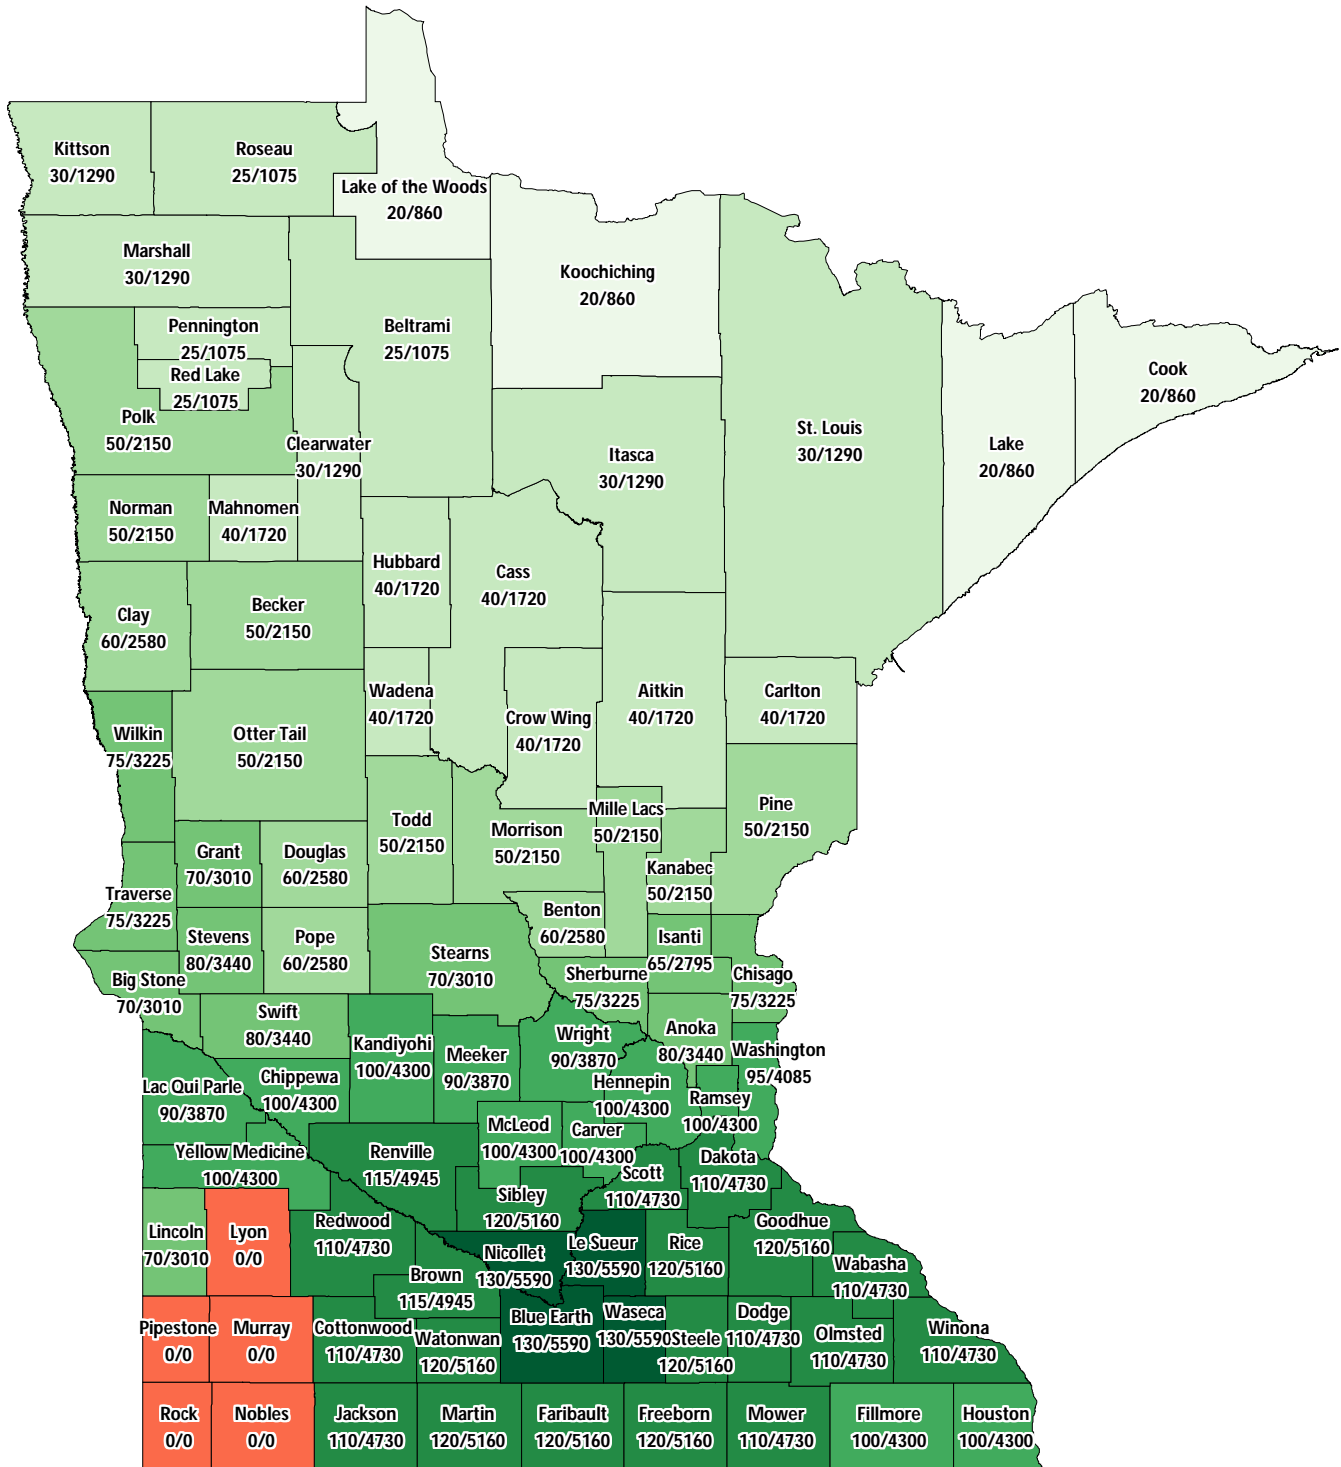 Kittson
30/1290
Roseau
25/1075
Lake of the Woods
20/860
Marshall
30/1290
Koochiching
20/860
Pennington
25/1075
Beltrami
25/1075
Red Lake
25/1075
Cook
20/860
Polk
50/2150
Clearwater
30/1290
Itasca
30/1290
St. Louis
30/1290
Lake
20/860
Norman
50/2150
Mahnomen
40/1720
Hubbard
40/1720
Cass
40/1720
Clay
60/2580
Becker
50/2150
Wadena
40/1720
Crow Wing
40/1720
Aitkin
40/1720
Carlton
40/1720
Wilkin
75/3225
Otter Tail
50/2150
Todd
50/2150
Morrison
50/2150
Mille Lacs
50/2150
Pine
50/2150
Grant
70/3010
Douglas
60/2580
Kanabec
50/2150
Traverse
75/3225
Stevens
80/3440
Pope
60/2580
Stearns
70/3010
Benton
60/2580
Isanti
65/2795
Big Stone
70/3010
Sherburne
75/3225
Chisago
75/3225
Swift
80/3440
Kandiyohi
100/4300
Meeker
90/3870
Wright
90/3870
Anoka
80/3440
Washington
95/4085
Lac Qui Parle
90/3870
Chippewa
100/4300
Hennepin
100/4300
Ramsey
100/4300
McLeod
100/4300
Carver
100/4300
Yellow Medicine
100/4300
Renville
115/4945
Scott
110/4730
Dakota
110/4730
Sibley
120/5160
Lincoln
70/3010
Lyon
0/0
Redwood
110/4730
Nicollet
130/5590
Le Sueur
130/5590
Rice
120/5160
Goodhue
120/5160
Wabasha
110/4730
Brown
115/4945
Pipestone
0/0
Murray
0/0
Cottonwood
110/4730
Watonwan
120/5160
Blue Earth
130/5590
Waseca
130/5590
Steele
120/5160
Dodge
110/4730
Olmsted
110/4730
Winona
110/4730
Rock
0/0
Nobles
0/0
Jackson
110/4730
Martin
120/5160
Faribault
120/5160
Freeborn
120/5160
Mower
110/4730
Fillmore
100/4300
Houston
100/4300